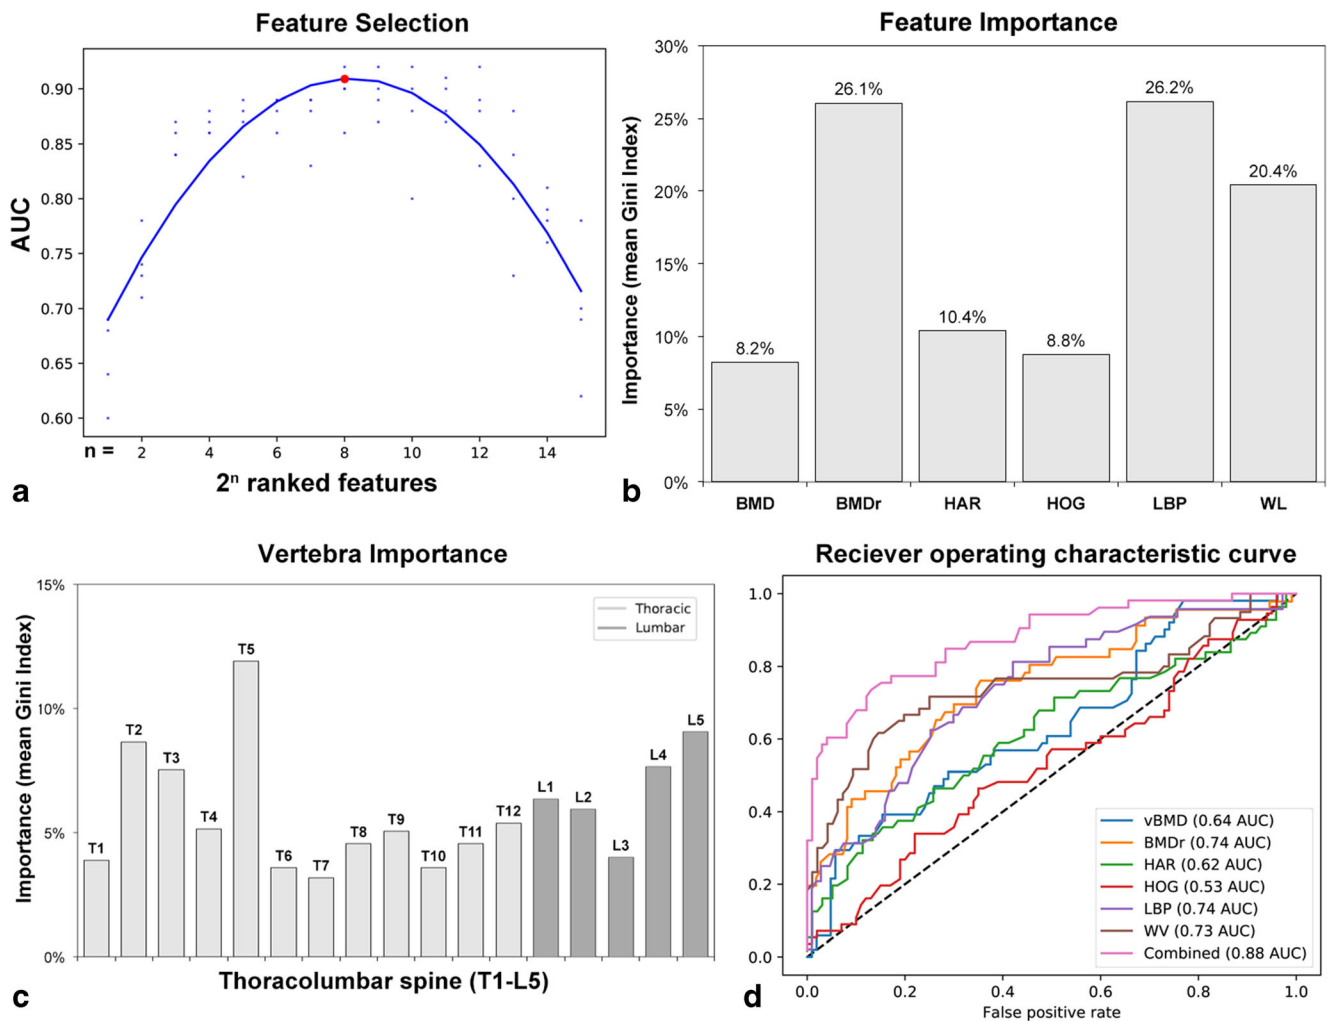 Feature Selection
AUC
0.90
0.85
0.80
0.75
0.70
0.65
0.60
n =
2
4
6
8
10
12
14
2ⁿ ranked features
a
Feature Importance
Importance (mean Gini Index)
30%
25%
20%
15%
10%
5%
0%
8.2%
26.1%
10.4%
8.8%
26.2%
20.4%
BMD
BMDr
HAR
HOG
LBP
WL
b
Vertebra Importance
Importance (mean Gini Index)
15%
10%
5%
0%
Thoracic
Lumbar
T1
T2
T3
T4
T5
T6
T7
T8
T9
T10
T11
T12
L1
L2
L3
L4
L5
Thoracolumbar spine (T1-L5)
c
Reciever operating characteristic curve
1.0
0.8
0.6
0.4
0.2
0.0
vBMD (0.64 AUC)
BMDr (0.74 AUC)
HAR (0.62 AUC)
HOG (0.53 AUC)
LBP (0.74 AUC)
WV (0.73 AUC)
Combined (0.88 AUC)
0.0
0.2
0.4
0.6
0.8
1.0
False positive rate
d